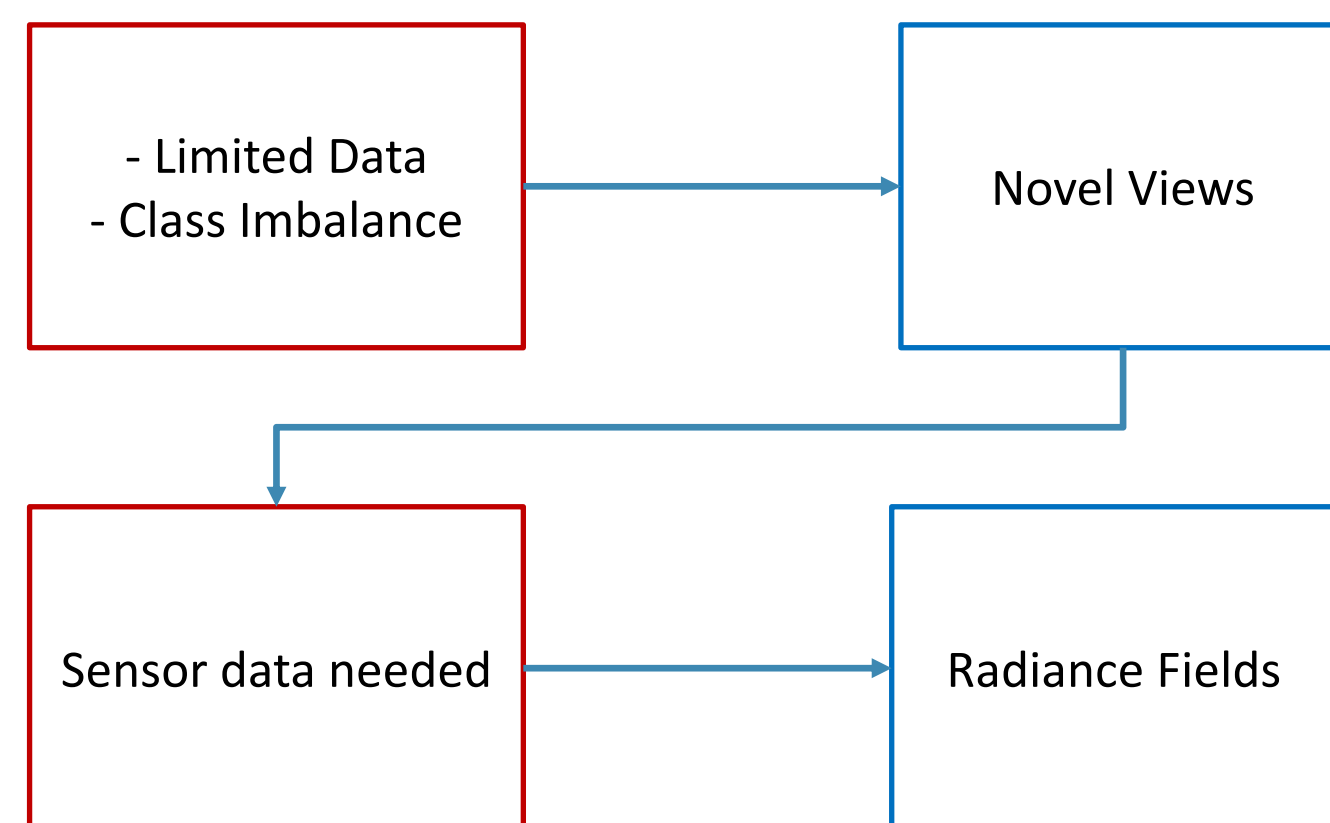 - Limited Data
- Class Imbalance
Novel Views
Sensor data needed
Radiance Fields